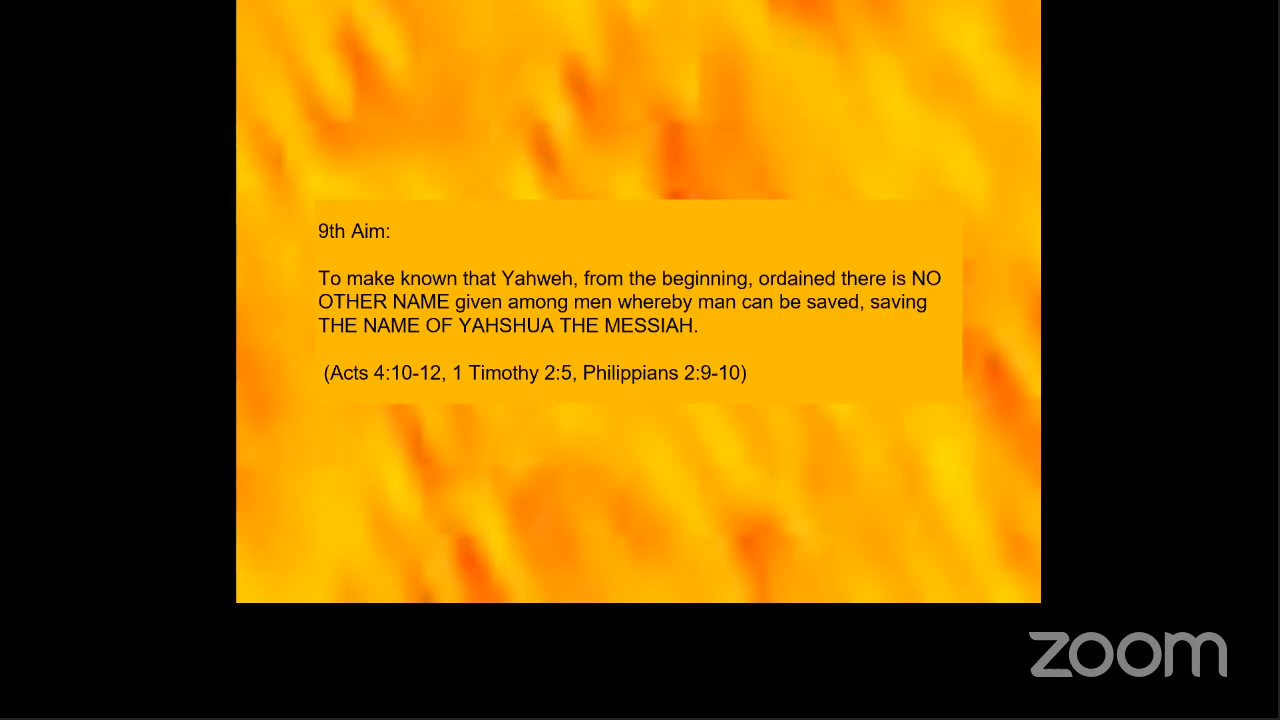 9th Aim:
To make known that Yahweh, from the beginning, ordained there is NO
OTHER NAME given among men whereby man can be saved, saving
THE NAME OF YAHSHUA THE MESSIAH.
(Acts 4:10-12, 1 Timothy 2:5, Philippians 2:9-10)
zoom